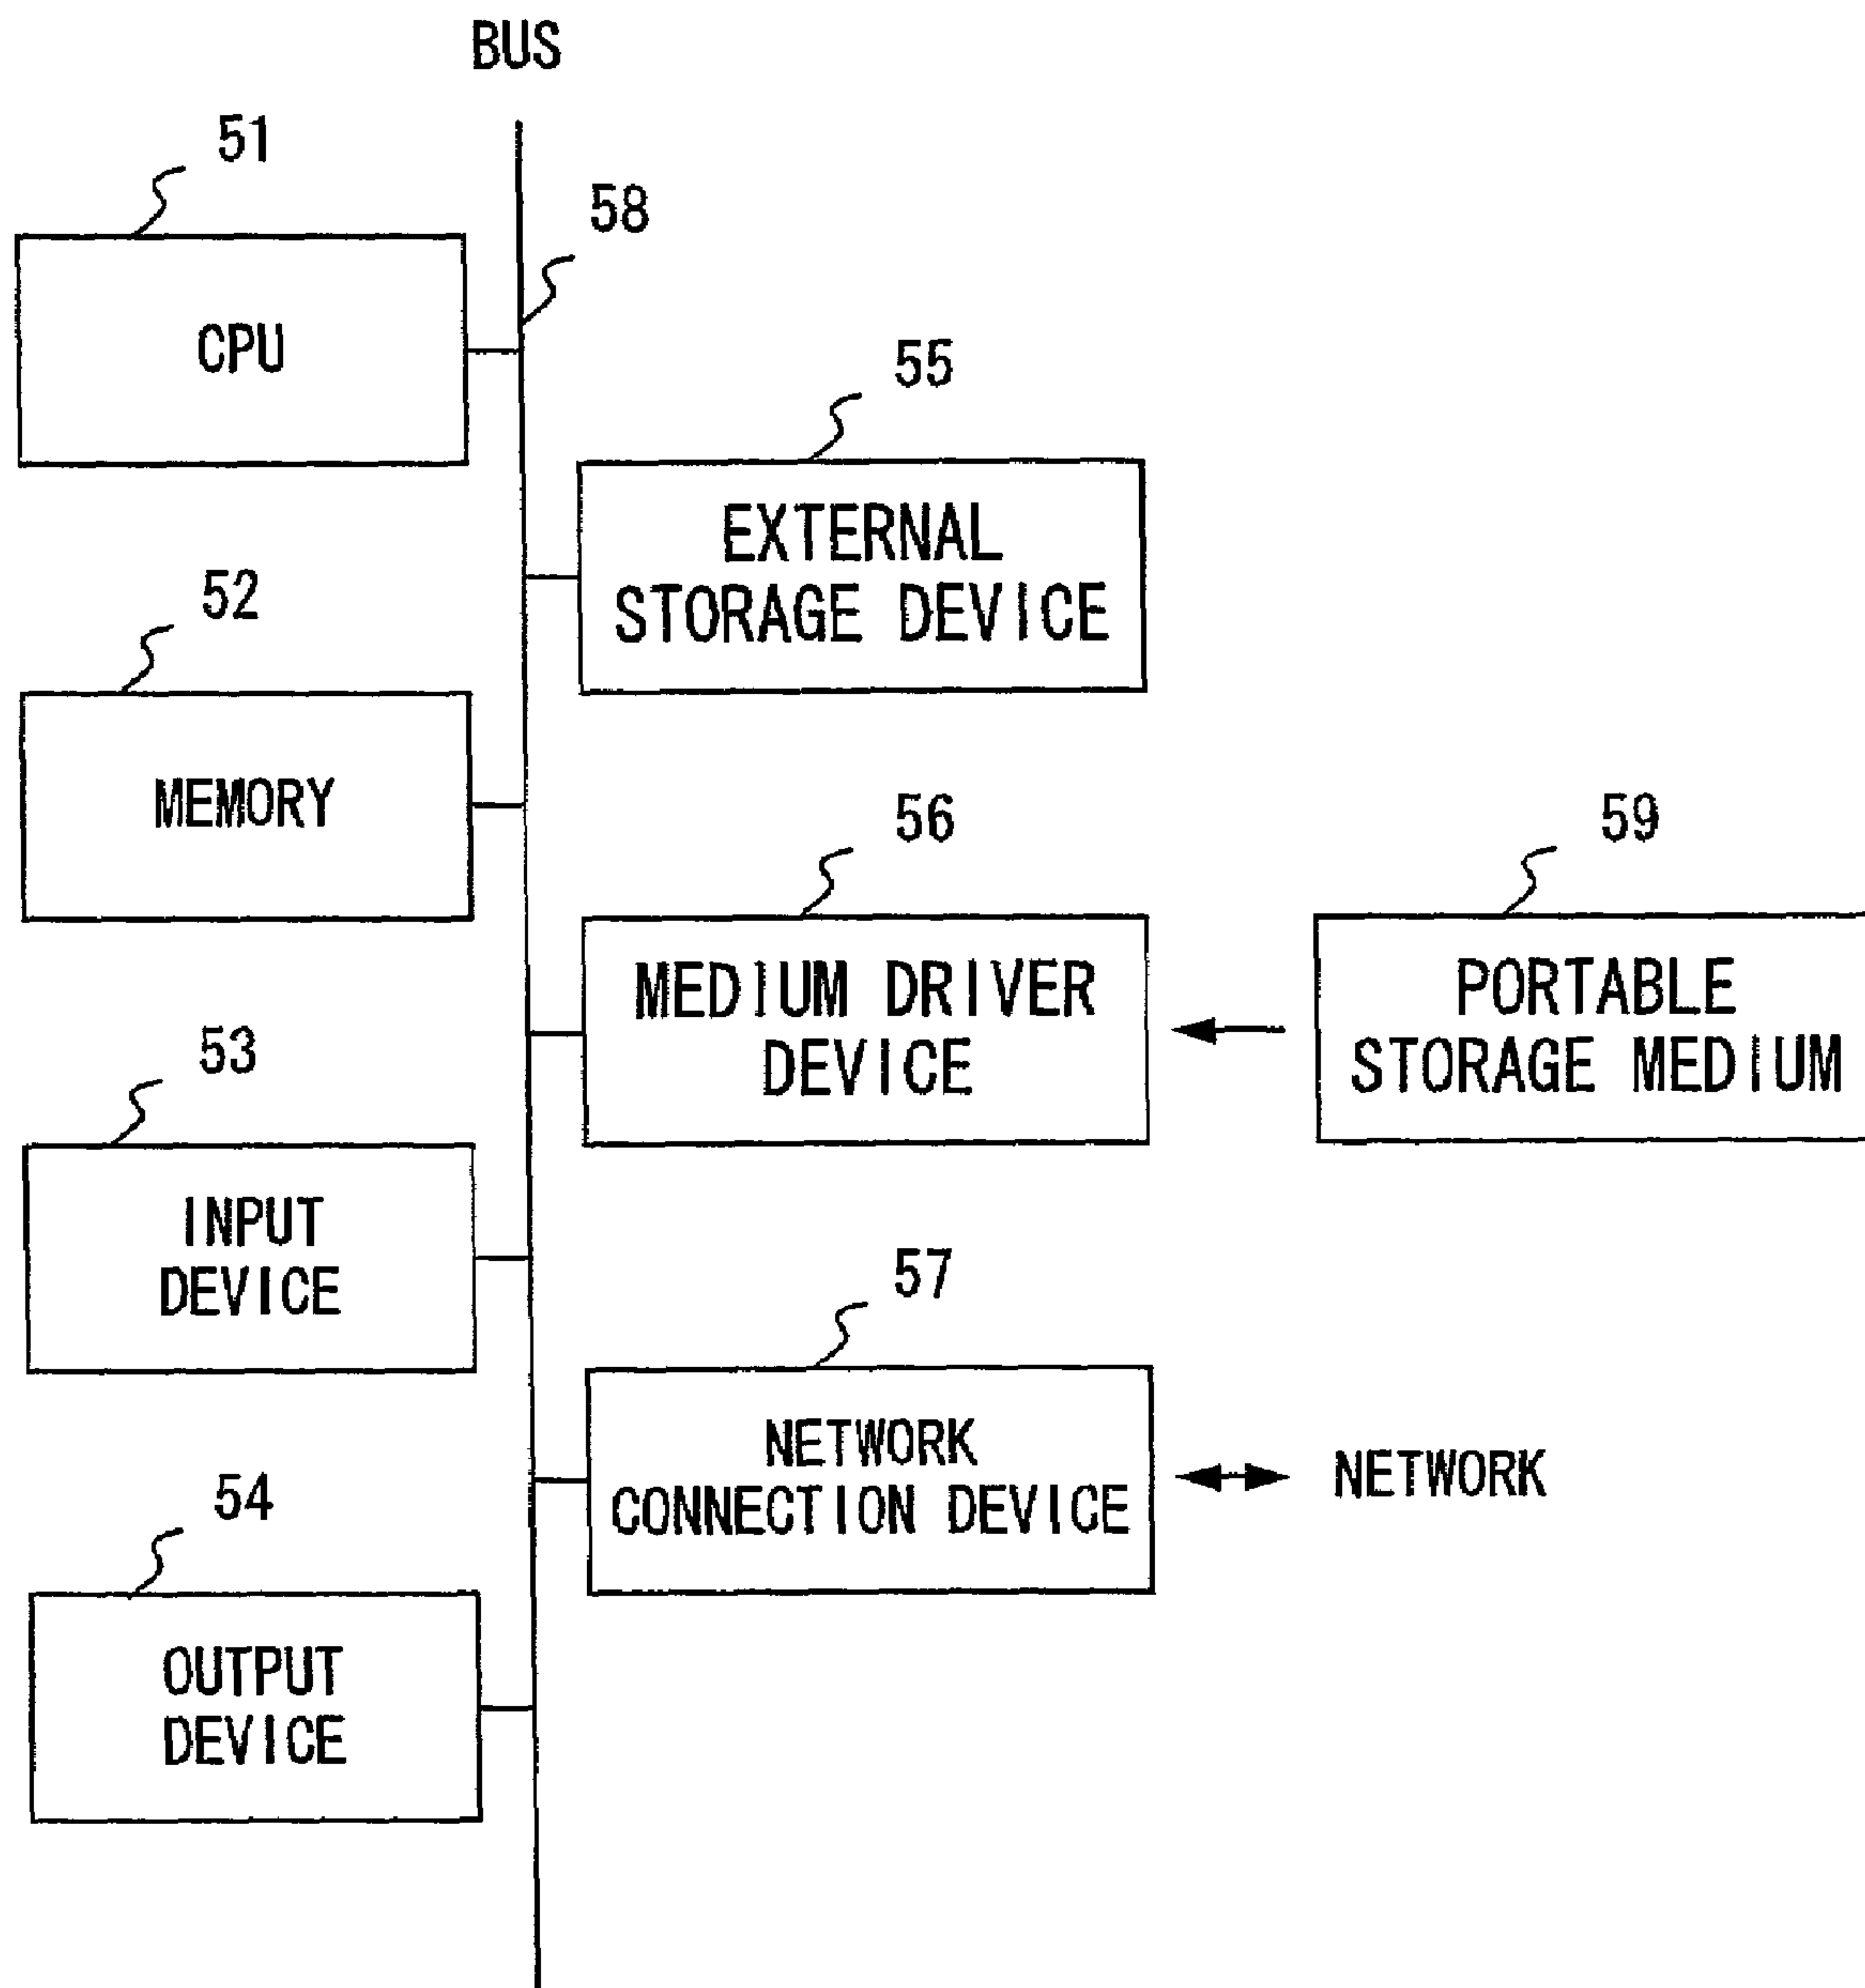 BUS
51
58
CPU
55
EXTERNAL
STORAGE DEVICE
52
MEMORY
56
59
MEDIUM DRIVER
DEVICE
PORTABLE
STORAGE MEDIUM
53
INPUT
DEVICE
57
NETWORK
CONNECTION DEVICE
NETWORK
54
OUTPUT
DEVICE